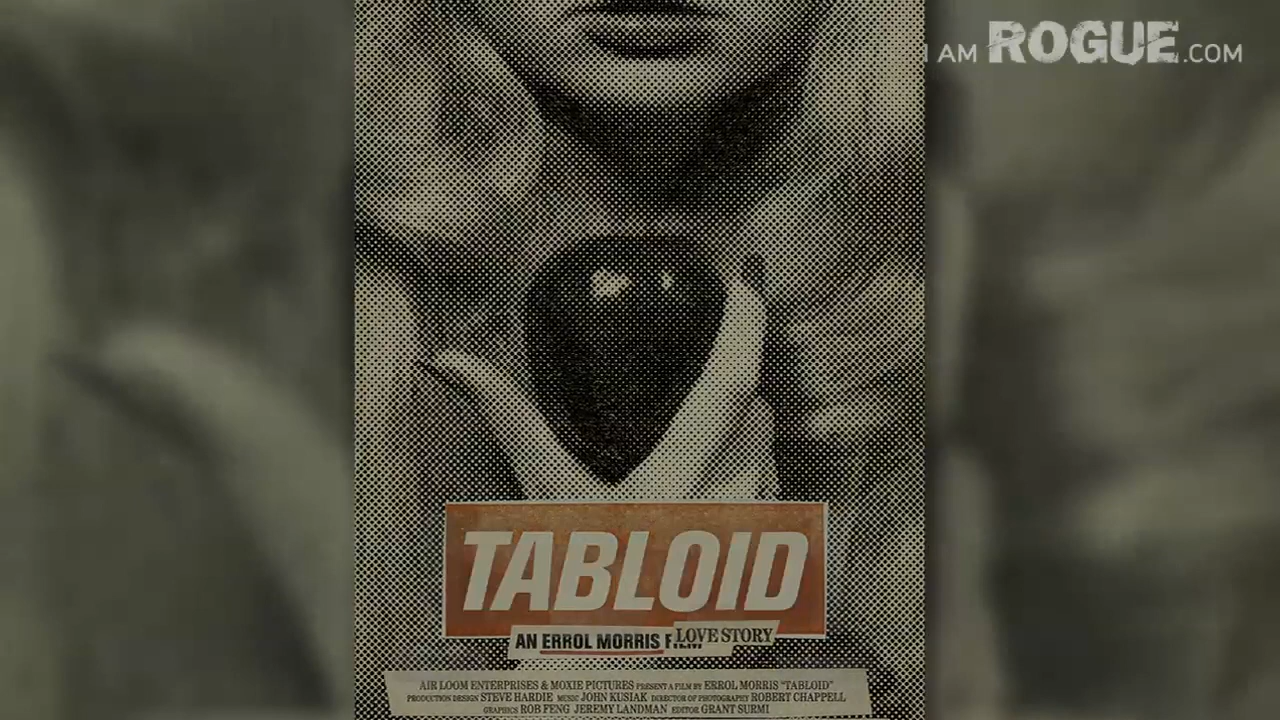 I AM ROGUE.COM
TABLOID
AN ERROL MORRIS FILM LOVE STORY
AIR LOOM ENTERPRISES & MOXIE PICTURES PRESENT A FILM BY ERROL MORRIS "TABLOID"
PRODUCTION DESIGN STEVE HARDIE MUSIC JOHN KUSIAK DIRECTOR OF PHOTOGRAPHY ROBERT CHAPPELL
GRAPHICS ROB FENG JEREMY LANDMAN EDITOR GRANT SURMI